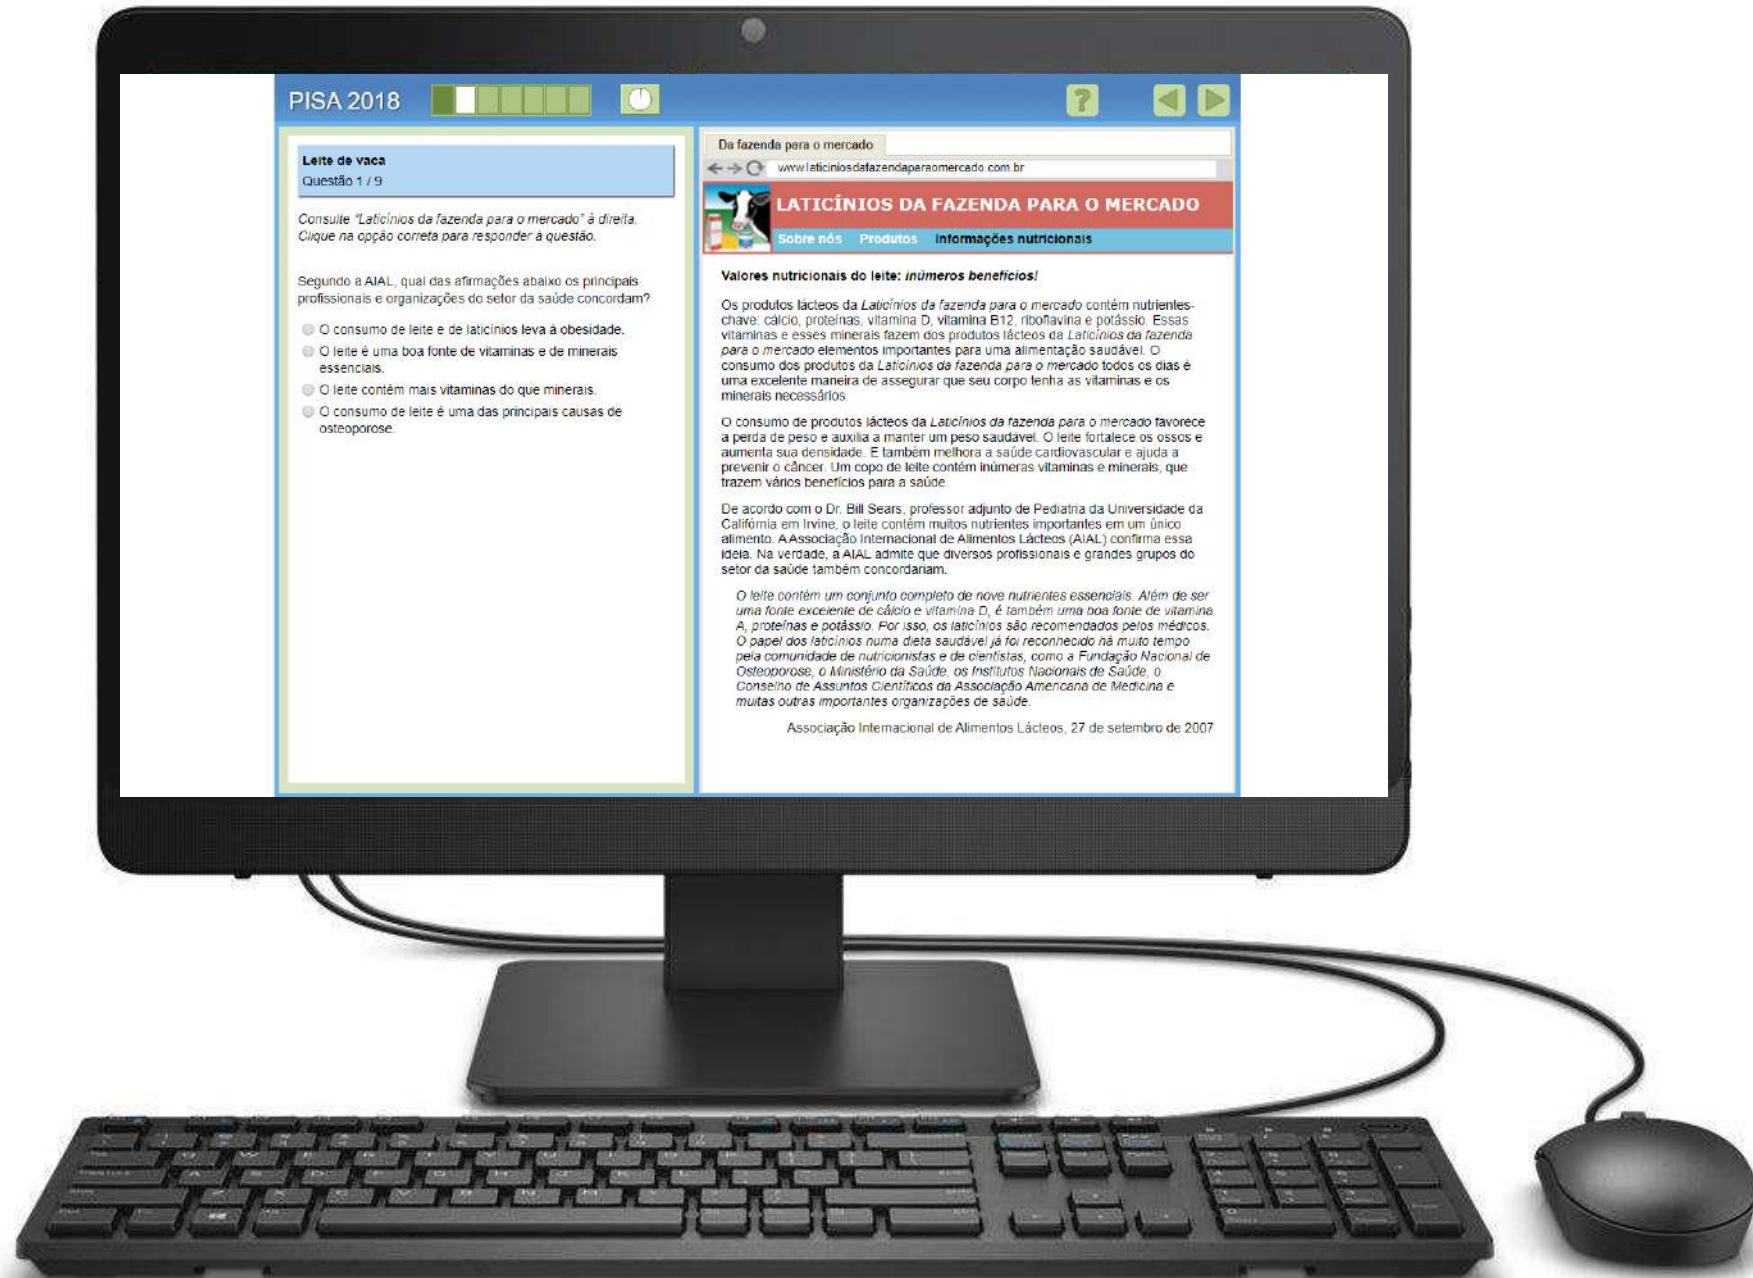 PISA 2018
?
Leite de vaca
Questão 1 / 9
Consulte "Laticínios da fazenda para o mercado" à direita.
Clique na opção correta para responder à questão.
Segundo a AIAL, qual das afirmações abaixo os principais
profissionais e organizações do setor da saúde concordam?
O consumo de leite e de laticínios leva à obesidade.
O leite é uma boa fonte de vitaminas e de minerais
essenciais.
O leite contém mais vitaminas do que minerais.
O consumo de leite é uma das principais causas de
osteoporose.
Da fazenda para o mercado
www.laticiniosdafazendaparaomercado.com.br
LATICÍNIOS DA FAZENDA PARA O MERCADO
Sobre nós Produtos Informações nutricionais
Valores nutricionais do leite: inúmeros benefícios!
Os produtos lácteos da Laticínios da fazenda para o mercado contém nutrientes-
chave: cálcio, proteínas, vitamina D, vitamina B12, riboflavina e potássio. Essas
vitaminas e esses minerais fazem dos produtos lácteos da Laticínios da fazenda
para o mercado elementos importantes para uma alimentação saudável. O
consumo dos produtos da Laticínios da fazenda para o mercado todos os dias é
uma excelente maneira de assegurar que seu corpo tenha as vitaminas e os
minerais necessários.
O consumo de produtos lácteos da Laticínios da fazenda para o mercado favorece
a perda de peso e auxilia a manter um peso saudável. O leite fortalece os ossos e
aumenta sua densidade. E também melhora a saúde cardiovascular e ajuda a
prevenir o câncer. Um copo de leite contém inúmeras vitaminas e minerais, que
trazem vários benefícios para a saúde.
De acordo com o Dr. Bill Sears, professor adjunto de Pediatria da Universidade da
Califórnia em Irvine, o leite contém muitos nutrientes importantes em um único
alimento. A Associação Internacional de Alimentos Lácteos (AIAL) confirma essa
ideia. Na verdade, a AIAL admite que diversos profissionais e grandes grupos do
setor da saúde também concordariam.
O leite contém um conjunto completo de nove nutrientes essenciais. Além de ser
uma fonte excelente de cálcio e vitamina D, é também uma boa fonte de vitamina
A, proteínas e potássio. Por isso, os laticínios são recomendados pelos médicos.
O papel dos laticínios numa dieta saudável já foi reconhecido há muito tempo
pela comunidade de nutricionistas e de cientistas, como a Fundação Nacional de
Osteoporose, o Ministério da Saúde, os Institutos Nacionais de Saúde, o
Conselho de Assuntos Científicos da Associação Americana de Medicina e
muitas outras importantes organizações de saúde.
Associação Internacional de Alimentos Lácteos, 27 de setembro de 2007